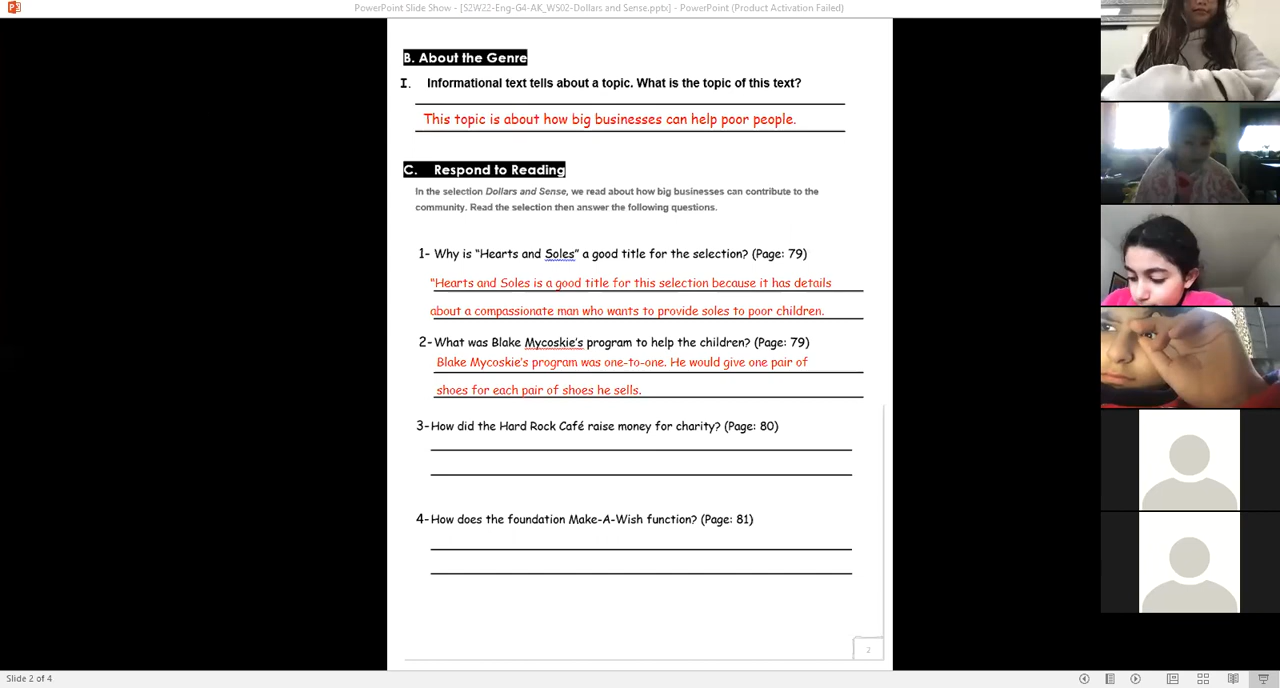 PowerPoint Slide Show - [S2W22-Eng-G4-AK_WS02-Dollars and Sense.pptx] - PowerPoint (Product Activation Failed)
B. About the Genre
I. Informational text tells about a topic. What is the topic of this text?
This topic is about how big businesses can help poor people.
C. Respond to Reading
In the selection Dollars and Sense, we read about how big businesses can contribute to the
community. Read the selection then answer the following questions.
1- Why is “Hearts and Soles” a good title for the selection? (Page: 79)
"Hearts and Soles is a good title for this selection because it has details
about a compassionate man who wants to provide soles to poor children.
2- What was Blake Mycoskie’s program to help the children? (Page: 79)
Blake Mycoskie’s program was one-to-one. He would give one pair of
shoes for each pair of shoes he sells.
3- How did the Hard Rock Café raise money for charity? (Page: 80)
4- How does the foundation Make-A-Wish function? (Page: 81)
2
Slide 2 of 4